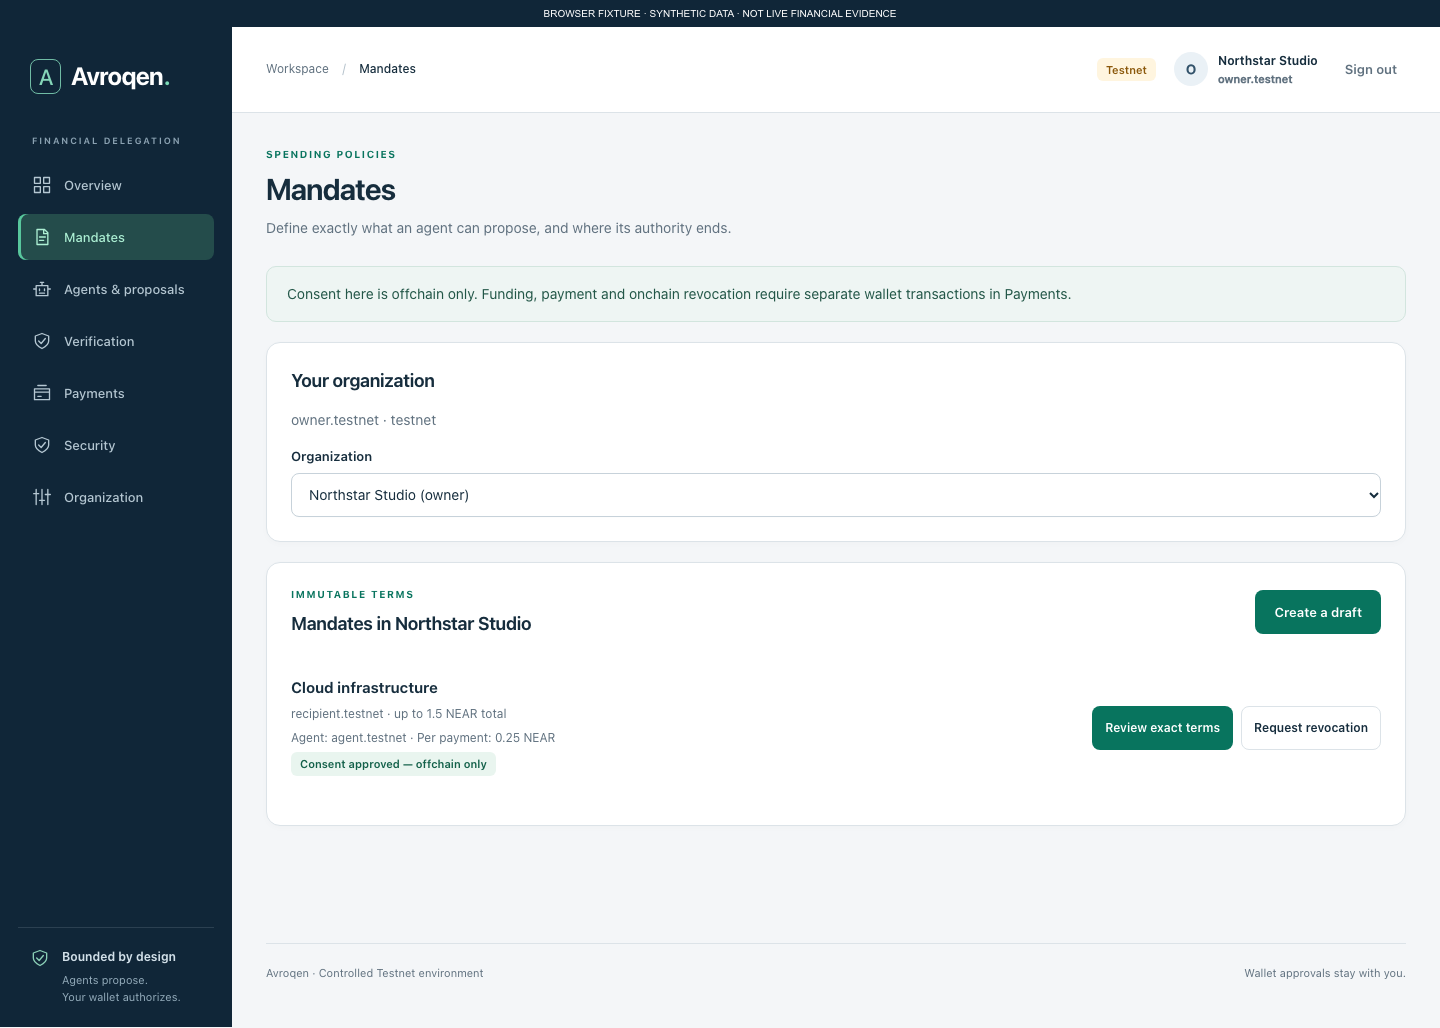 BROWSER FIXTURE · SYNTHETIC DATA · NOT LIVE FINANCIAL EVIDENCE
A Avroqen.
FINANCIAL DELEGATION
Overview
Mandates
Agents & proposals
Verification
Payments
Security
Organization
Bounded by design
Agents propose.
Your wallet authorizes.
Workspace / Mandates
Testnet
O
Northstar Studio
owner.testnet
Sign out
SPENDING POLICIES
Mandates
Define exactly what an agent can propose, and where its authority ends.
Consent here is offchain only. Funding, payment and onchain revocation require separate wallet transactions in Payments.
Your organization
owner.testnet · testnet
Organization
Northstar Studio (owner)
IMMUTABLE TERMS
Mandates in Northstar Studio
Create a draft
Cloud infrastructure
recipient.testnet · up to 1.5 NEAR total
Agent: agent.testnet · Per payment: 0.25 NEAR
Consent approved — offchain only
Review exact terms
Request revocation
Avroqen · Controlled Testnet environment
Wallet approvals stay with you.